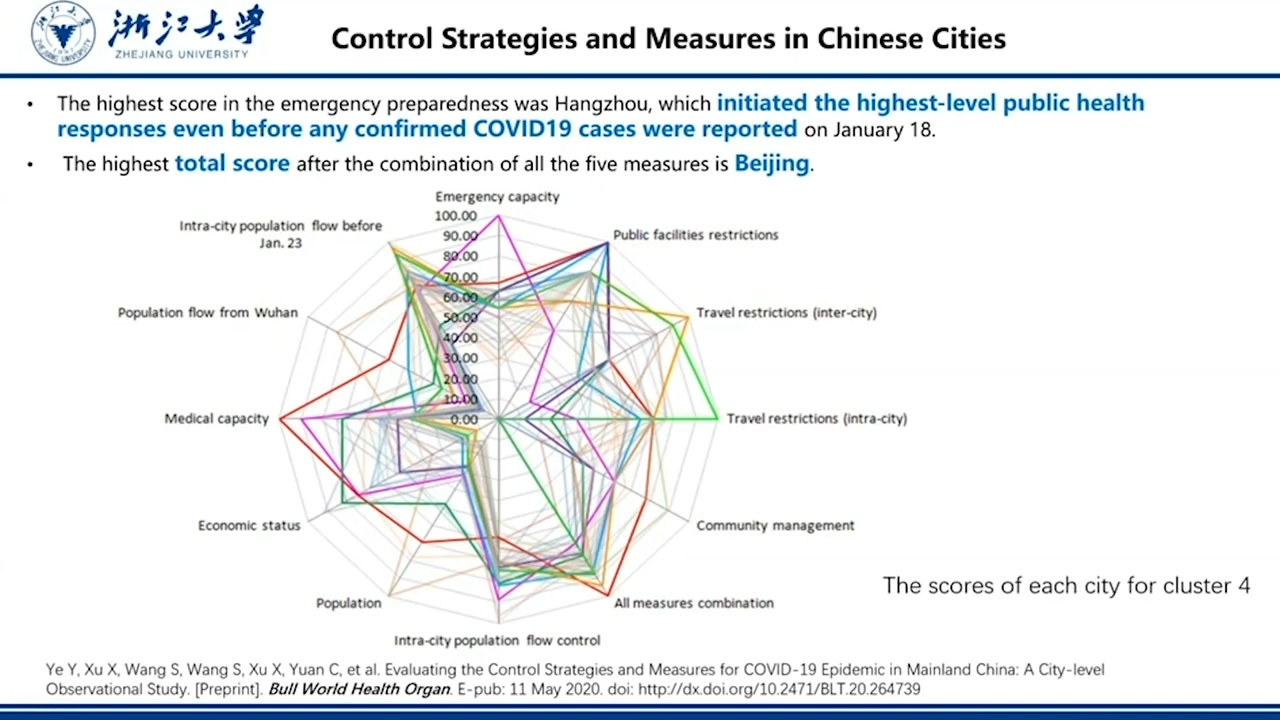 浙江大学
ZHEJIANG UNIVERSITY
Control Strategies and Measures in Chinese Cities
• The highest score in the emergency preparedness was Hangzhou, which initiated the highest-level public health
responses even before any confirmed COVID19 cases were reported on January 18.
• The highest total score after the combination of all the five measures is Beijing.
Emergency capacity
100.00
90.00
80.00
70.00
60.00
50.00
40.00
30.00
20.00
10.00
0.00
Public facilities restrictions
Travel restrictions (inter-city)
Travel restrictions (intra-city)
Community management
All measures combination
Intra-city population flow control
Population
Economic status
Medical capacity
Population flow from Wuhan
Intra-city population flow before
Jan. 23
The scores of each city for cluster 4
Ye Y, Xu X, Wang S, Wang S, Xu X, Yuan C, et al. Evaluating the Control Strategies and Measures for COVID-19 Epidemic in Mainland China: A City-level
Observational Study. [Preprint]. Bull World Health Organ. E-pub: 11 May 2020. doi: http://dx.doi.org/10.2471/BLT.20.264739